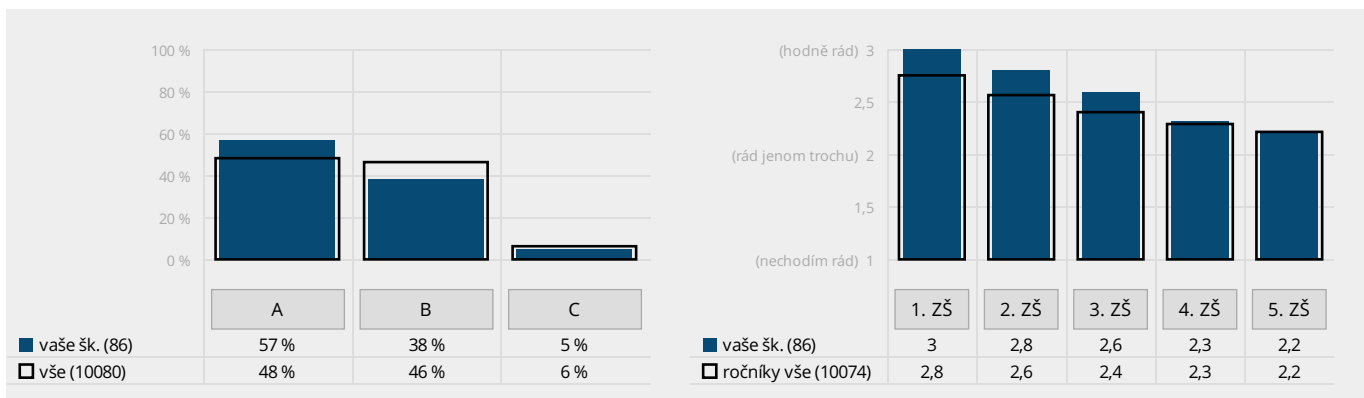 100 %
80 %
60 %
40 %
20 %
0 %
A B C
vaše šk. (86) 57 % 38 % 5 %
vše (10080) 48 % 46 % 6 %
(hodně rád) 3
2,5
(rád jenom trochu) 2
1,5
(nechodím rád) 1
1. ZŠ 2. ZŠ 3. ZŠ 4. ZŠ 5. ZŠ
vaše šk. (86) 3 2,8 2,6 2,3 2,2
ročníky vše (10074) 2,8 2,6 2,4 2,3 2,2